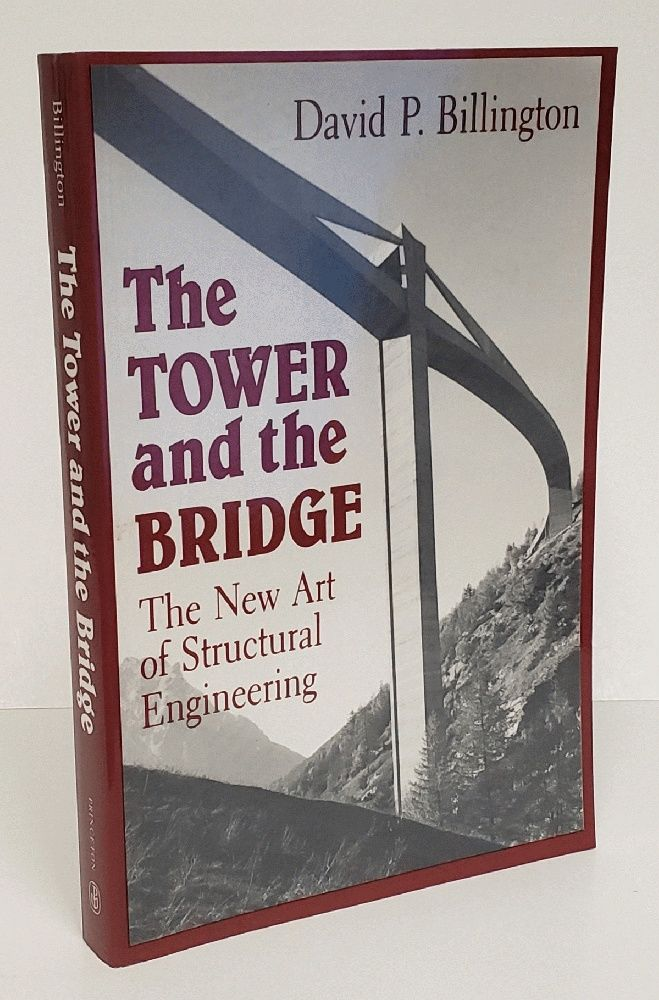 David P. Billington
The
TOWER
and the
BRIDGE
The New Art
of Structural
Engineering
Billington
The Tower and the Bridge
PRINCETON